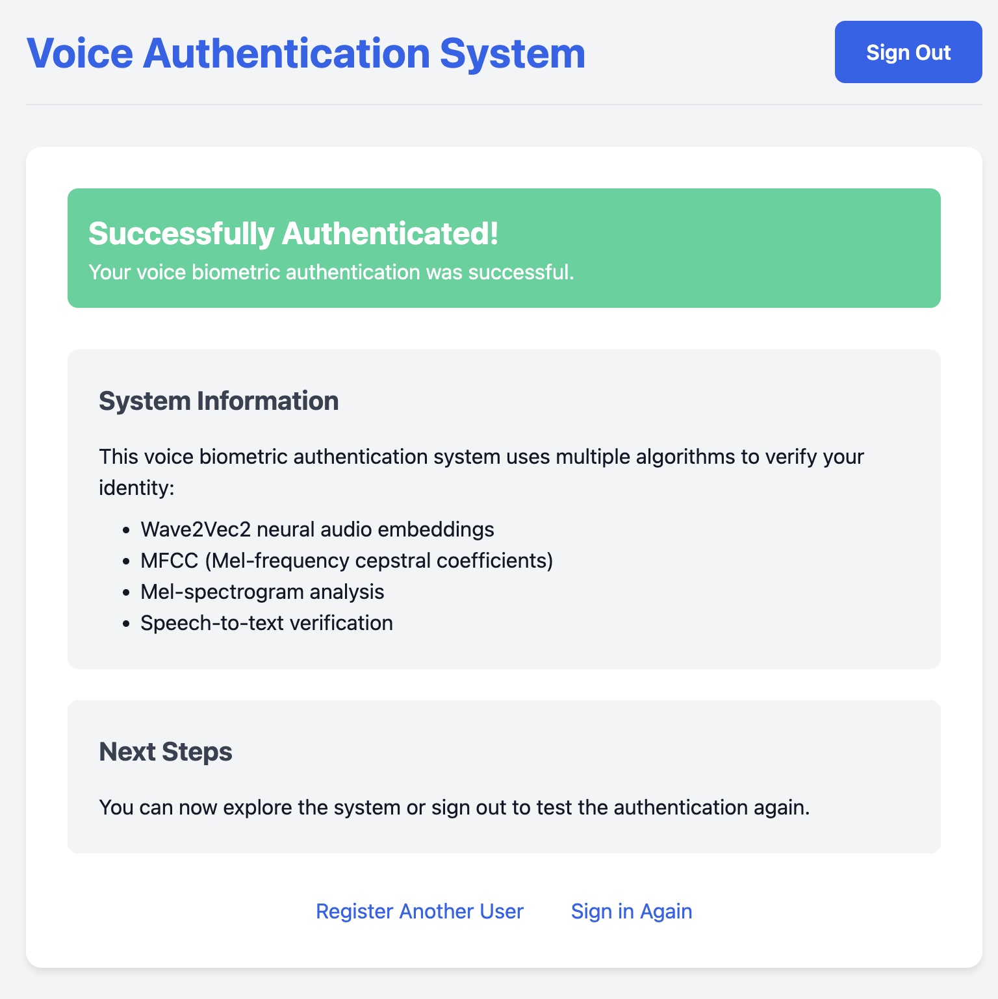 Voice Authentication System
Sign Out
Successfully Authenticated!
Your voice biometric authentication was successful.
System Information
This voice biometric authentication system uses multiple algorithms to verify your
identity:
• Wave2Vec2 neural audio embeddings
• MFCC (Mel-frequency cepstral coefficients)
• Mel-spectrogram analysis
• Speech-to-text verification
Next Steps
You can now explore the system or sign out to test the authentication again.
Register Another User
Sign in Again